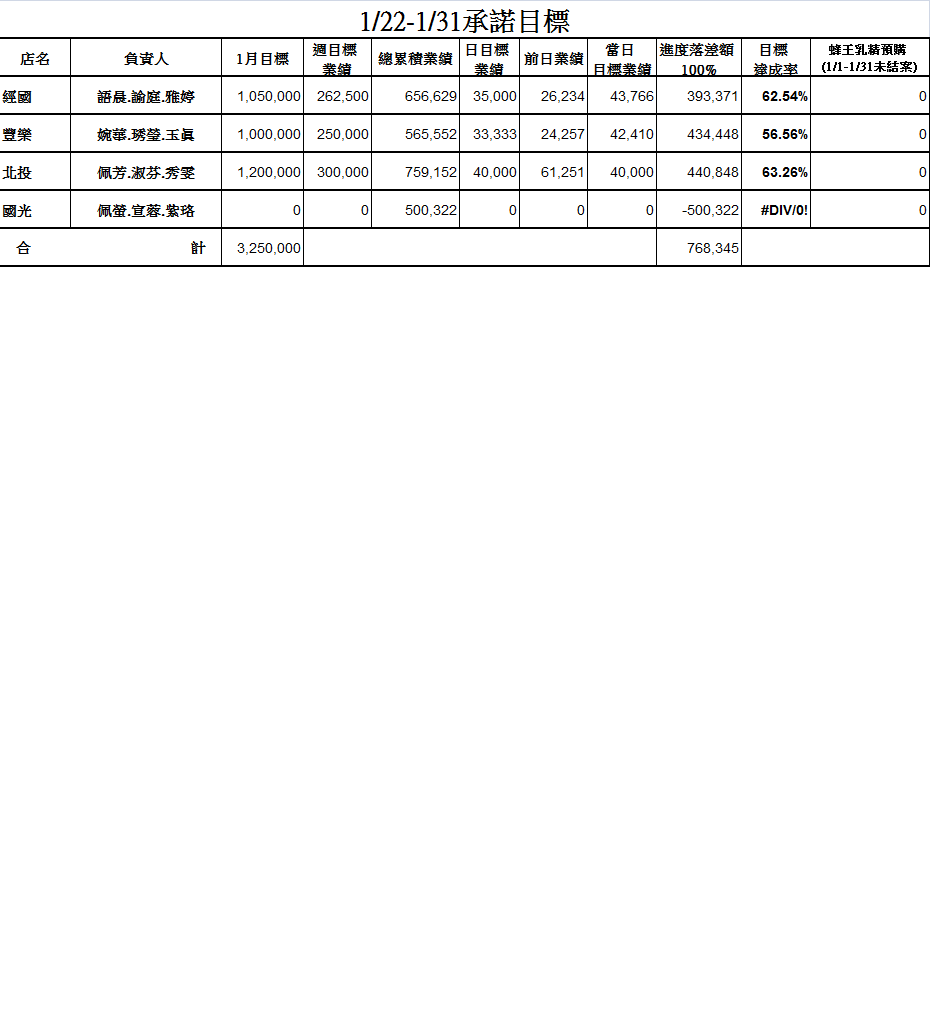 1/22-1/31承諾目標
店名 負責人 1月目標 週目標業績 總累積業績 日目標業績 前日業績 當日目標業績 進度落差額100% 目標達成率 蜂王乳精預購(1/1-1/31未結案)
經國 語晨.諭庭.雅婷 1,050,000 262,500 656,629 35,000 26,234 43,766 393,371 62.54% 0
豐樂 婉華.琇瑩.玉真 1,000,000 250,000 565,552 33,333 24,257 42,410 434,448 56.56% 0
北投 佩芳.淑芬.秀雯 1,200,000 300,000 759,152 40,000 61,251 40,000 440,848 63.26% 0
國光 佩螢.宣蓉.紫珞 0 0 500,322 0 0 0 -500,322 #DIV/0! 0
合 計 3,250,000 768,345